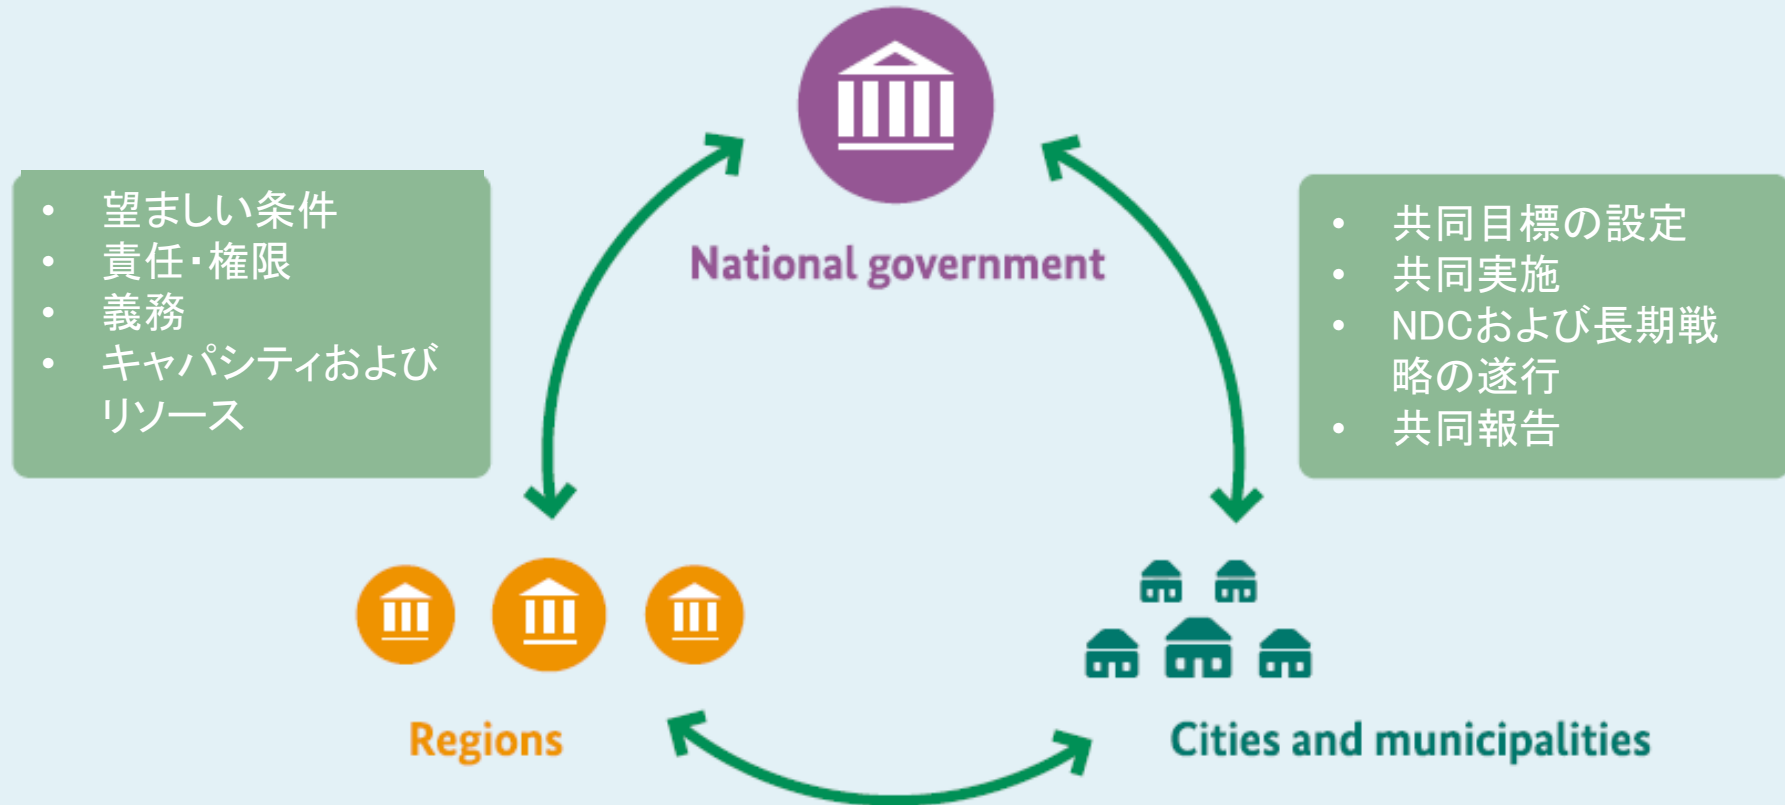 National government
• 望ましい条件
• 責任・権限
• 義務
• キャパシティおよび
リソース
• 共同目標の設定
• 共同実施
• NDCおよび長期戦
略の遂行
• 共同報告
Regions
Cities and municipalities